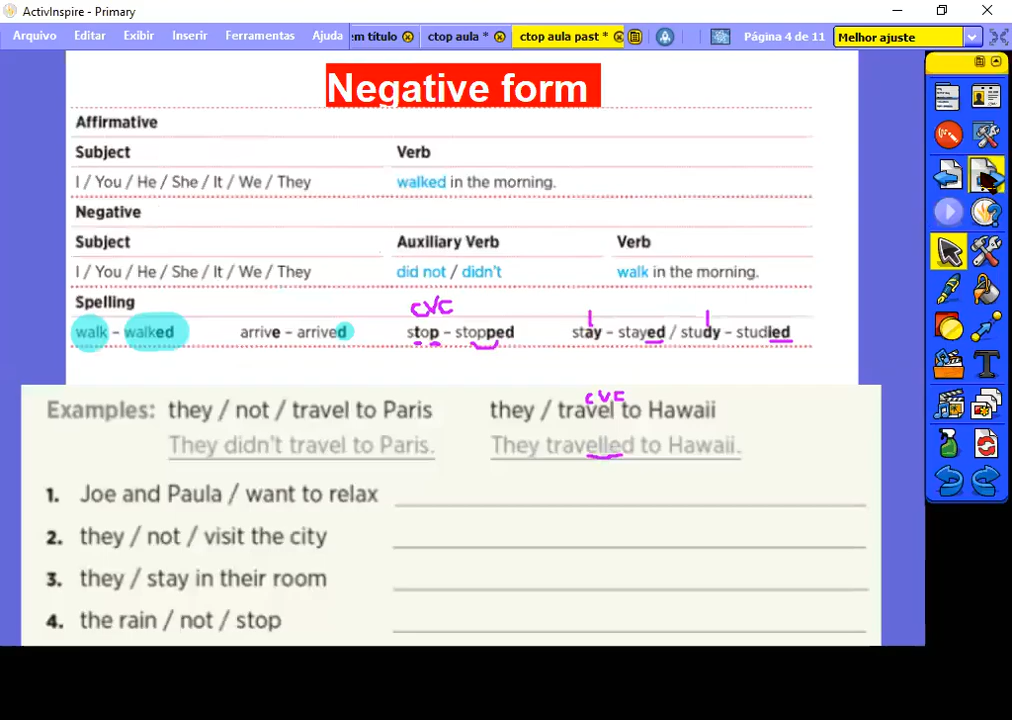 ActivInspire - Primary
Arquivo Editar Exibir Inserir Ferramentas Ajuda em título ctop aula * ctop aula past * Página 4 de 11 Melhor ajuste
Negative form
Affirmative
Subject Verb
I / You / He / She / It / We / They walked in the morning.
Negative
Subject Auxiliary Verb Verb
I / You / He / She / It / We / They did not / didn't walk in the morning.
Spelling
cvc
walk – walked arrive – arrived stop – stopped stay – stayed / study – studied
cvc
Examples: they / not / travel to Paris they / travel to Hawaii
They didn't travel to Paris. They travelled to Hawaii.
1. Joe and Paula / want to relax
2. they / not / visit the city
3. they / stay in their room
4. the rain / not / stop